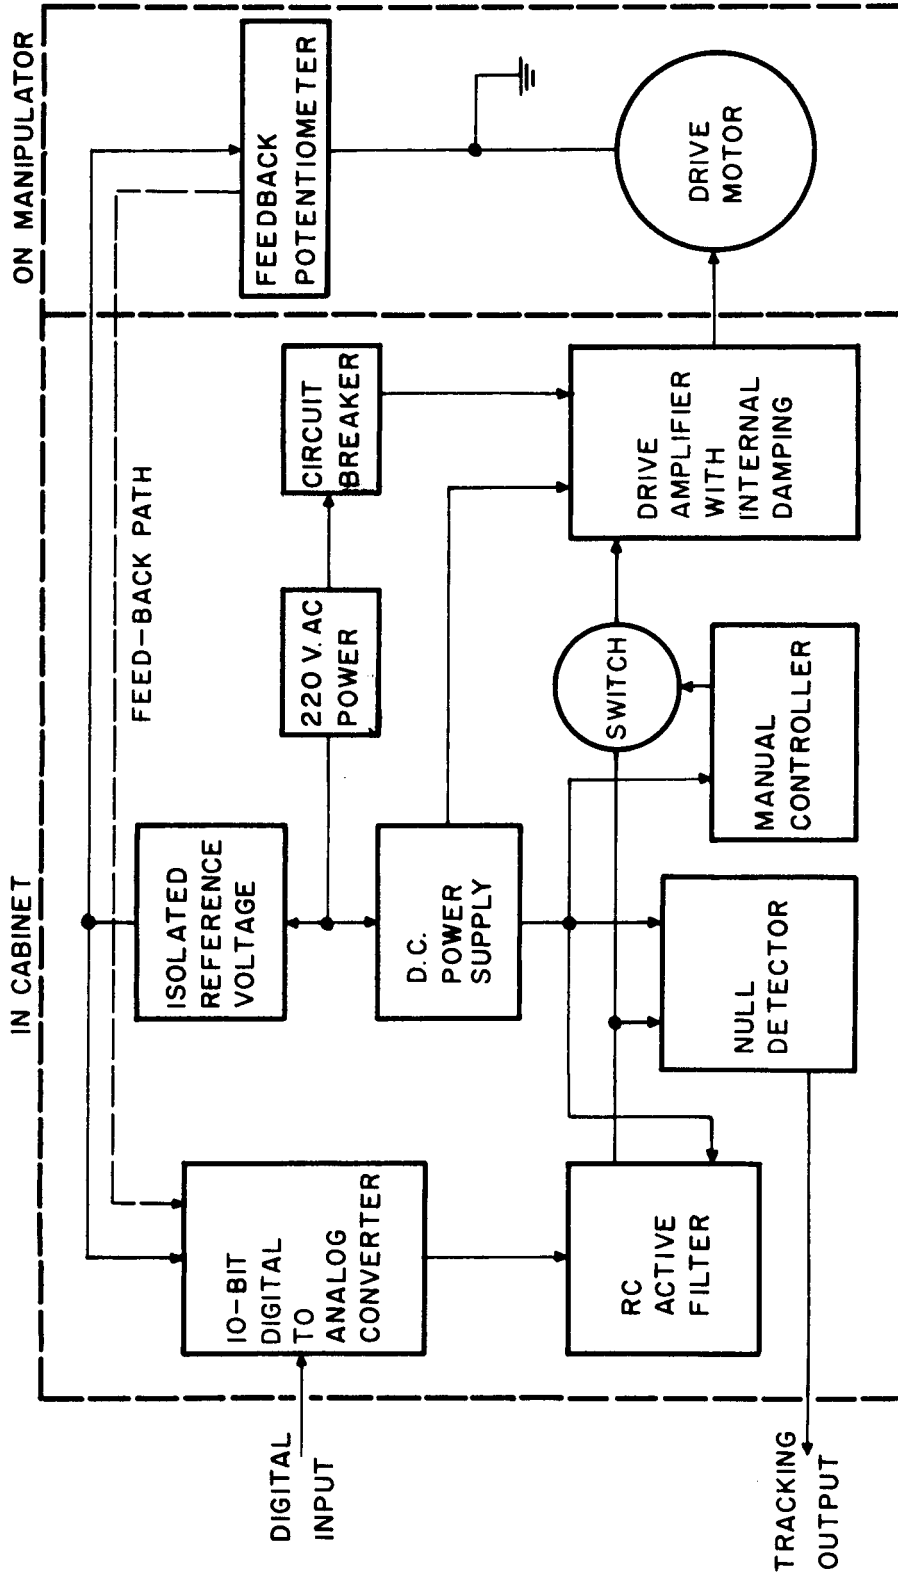 IN CABINET
ON MANIPULATOR
FEED-BACK PATH
DIGITAL
INPUT
10-BIT
DIGITAL
TO
ANALOG
CONVERTER
ISOLATED
REFERENCE
VOLTAGE
220 V. AC
POWER
CIRCUIT
BREAKER
FEEDBACK
POTENTIOMETER
D.C.
POWER
SUPPLY
RC
ACTIVE
FILTER
SWITCH
DRIVE
AMPLIFIER
WITH
INTERNAL
DAMPING
DRIVE
MOTOR
NULL
DETECTOR
MANUAL
CONTROLLER
TRACKING
OUTPUT